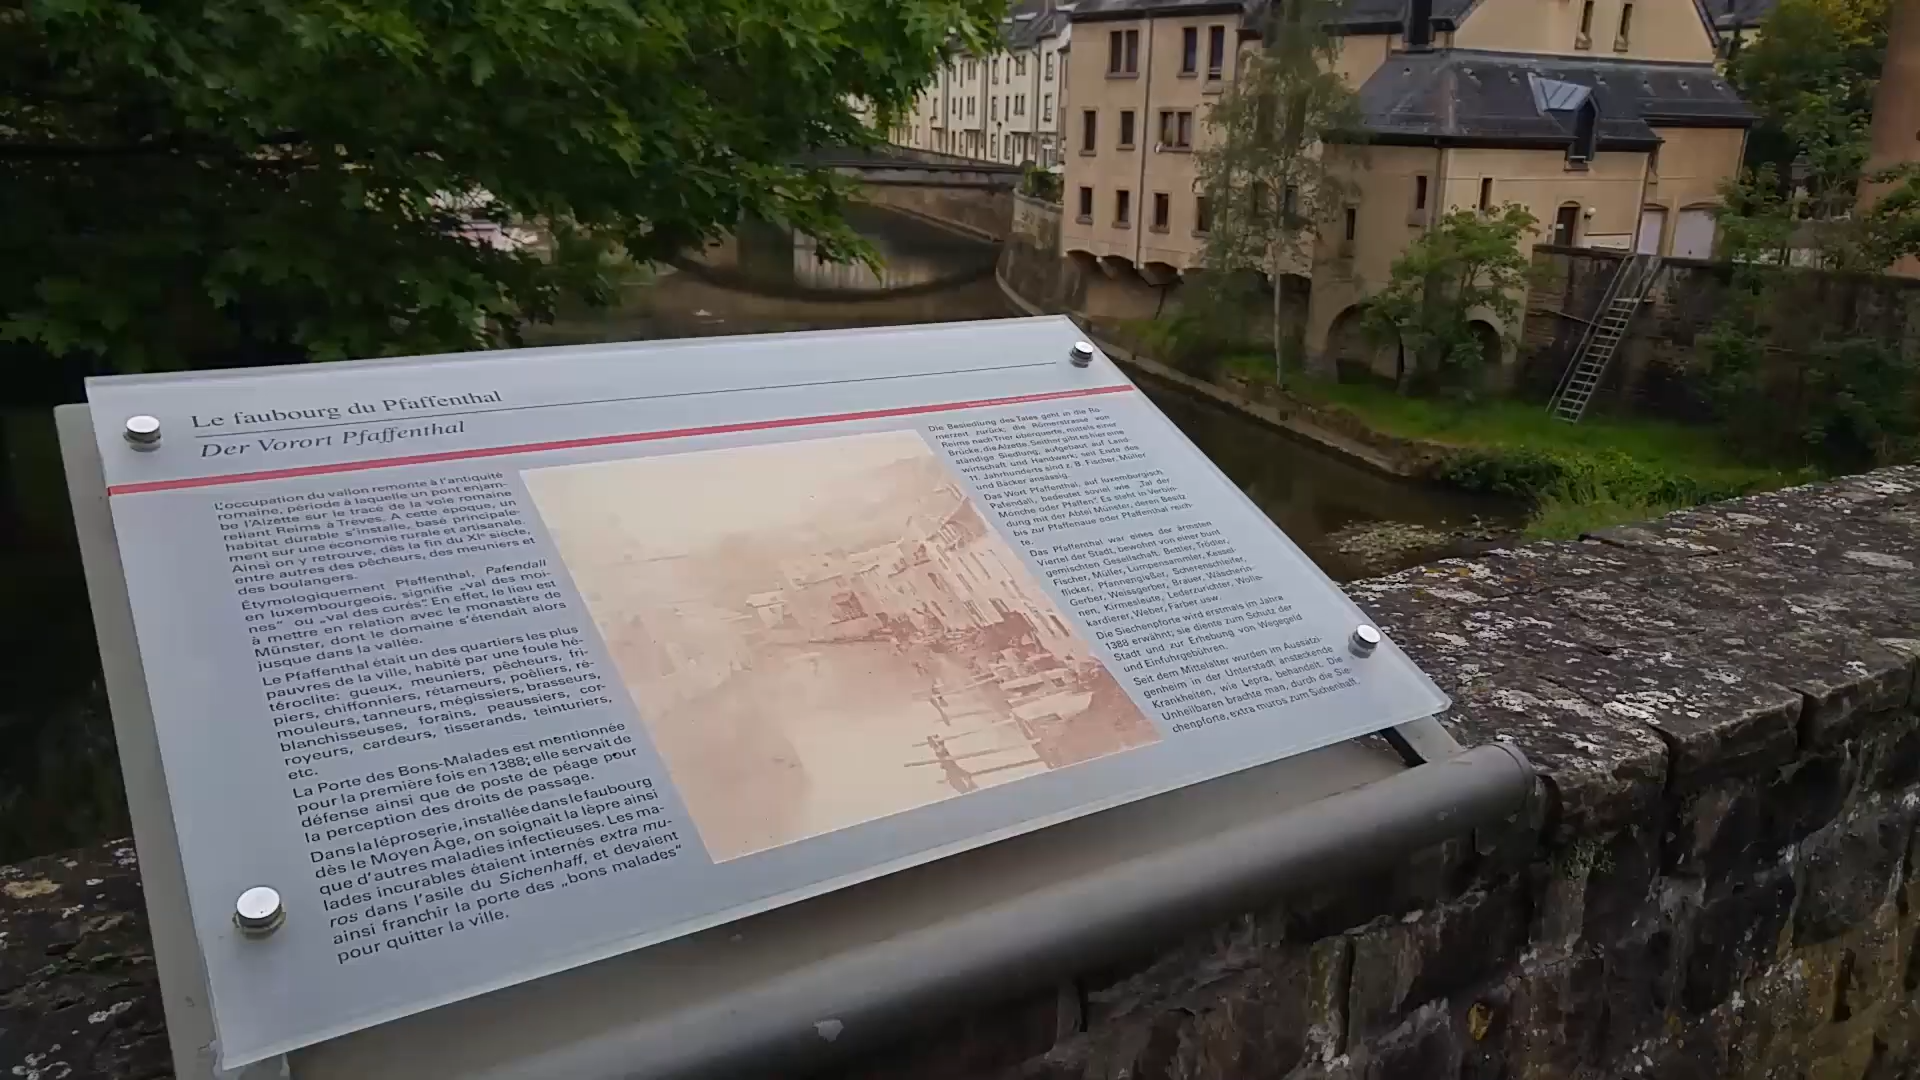 Le faubourg du Pfaffenthal
Der Vorort Pfaffenthal
L'occupation du vallon remonte à l'antiquité
romaine, période à laquelle un pont enjam-
be l'Alzette sur le tracé de la voie romaine
reliant Reims à Trèves. A cette époque, un
habitat durable s'installe, basé principale-
ment sur une économie rurale et artisanale.
Ainsi on y retrouve, dès la fin du XIᵉ siècle,
entre autres des pêcheurs, des meuniers et
des boulangers.
Étymologiquement Pfaffenthal, Pafendall
en luxembourgeois, signifie „val des moi-
nes" ou „val des curés". En effet, le lieu est
à mettre en relation avec le monastère de
Münster, dont le domaine s'étendait alors
jusque dans la vallée.
Le Pfaffenthal était un des quartiers les plus
pauvres de la ville, habité par une foule hé-
téroclite: gueux, meuniers, pêcheurs, fri-
piers, chiffonniers, rétameurs, poêliers, ré-
mouleurs, tanneurs, mégissiers, brasseurs,
blanchisseuses, forains, peaussiers, cor-
royeurs, cardeurs, tisserands, teinturiers,
etc.
La Porte des Bons-Malades est mentionnée
pour la première fois en 1388; elle servait de
défense ainsi que de poste de péage pour
la perception des droits de passage.
Dans la léproserie, installée dans le faubourg
dès le Moyen Âge, on soignait la lèpre ainsi
que d'autres maladies infectieuses. Les ma-
lades incurables étaient internés extra mu-
ros dans l'asile du Sichenhaff, et devaient
ainsi franchir la porte des „bons malades"
pour quitter la ville.
Die Besiedlung des Tales geht in die Rö-
merzeit zurück; die Römerstrasse von
Reims nach Trier überquerte, mittels einer
Brücke, die Alzette. Seither gibt es hier eine
ständige Siedlung, aufgebaut auf Land-
wirtschaft und Handwerk; seit Ende des
11. Jahrhunderts sind z. B. Fischer, Müller
und Bäcker ansässig.
Das Wort Pfaffenthal, auf luxemburgisch
Pafendall, bedeutet soviel wie „Tal der
Mönche oder Pfaffen". Es steht in Verbin-
dung mit der Abtei Münster, deren Besitz
bis zur Pfaffenaue oder Pfaffenthal reich-
te.
Das Pfaffenthal war eines der ärmsten
Viertel der Stadt, bewohnt von einer bunt
gemischten Gesellschaft: Bettler, Trödler,
Fischer, Müller, Lumpensammler, Kessel-
flicker, Pfannengießer, Scherenschleifer,
Gerber, Weissgerber, Brauer, Wäscherin-
nen, Kirmesleute, Lederzurichter, Wolle-
kardierer, Weber, Färber usw.
Die Siechenpforte wird erstmals im Jahre
1388 erwähnt; sie diente zum Schutz der
Stadt und zur Erhebung von Wegegeld
und Einfuhrgebühren.
Seit dem Mittelalter wurden im Aussätzi-
genheim in der Unterstadt ansteckende
Krankheiten, wie Lepra, behandelt. Die
Unheilbaren brachte man, durch die Sie-
chenpforte, extra muros zum Sichenhaff.